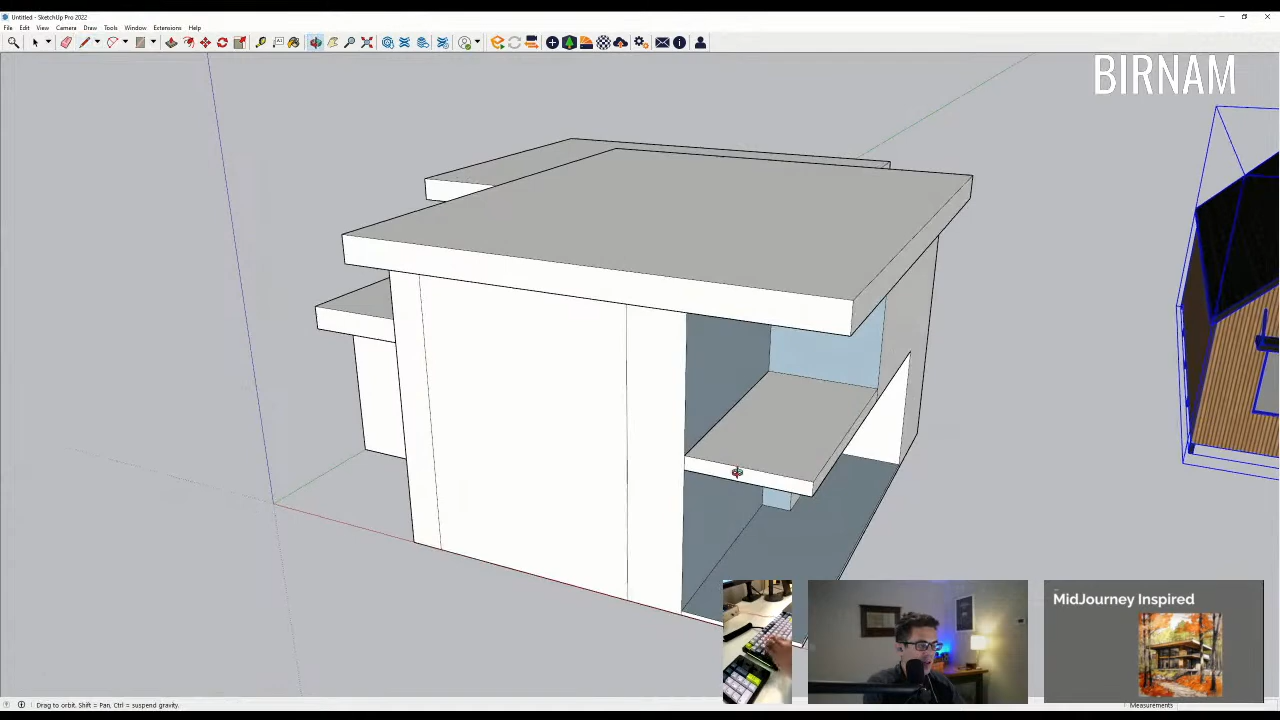 Untitled - SketchUp Pro 2022
File Edit View Camera Draw Tools Window Extensions Help
BIRNAM
MidJourney Inspired
Drag to orbit. Shift = Pan, Ctrl = suspend gravity.
Measurements